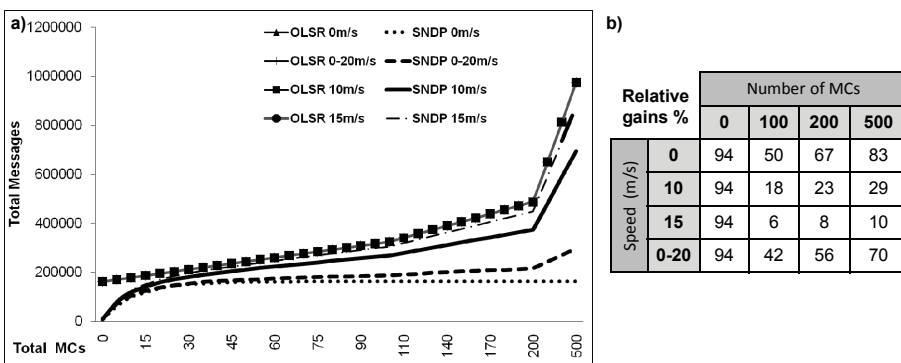 a)
1200000
1000000
800000
600000
400000
200000
0
Total Messages
OLSR 0m/s
SNDP 0m/s
OLSR 0-20m/s
SNDP 0-20m/s
OLSR 10m/s
SNDP 10m/s
OLSR 15m/s
SNDP 15m/s
Total MCs
0
15
30
45
60
75
90
110
140
170
200
500
b)
Relative gains %
Number of MCs
0 100 200 500
Speed (m/s)
0 94 50 67 83
10 94 18 23 29
15 94 6 8 10
0-20 94 42 56 70